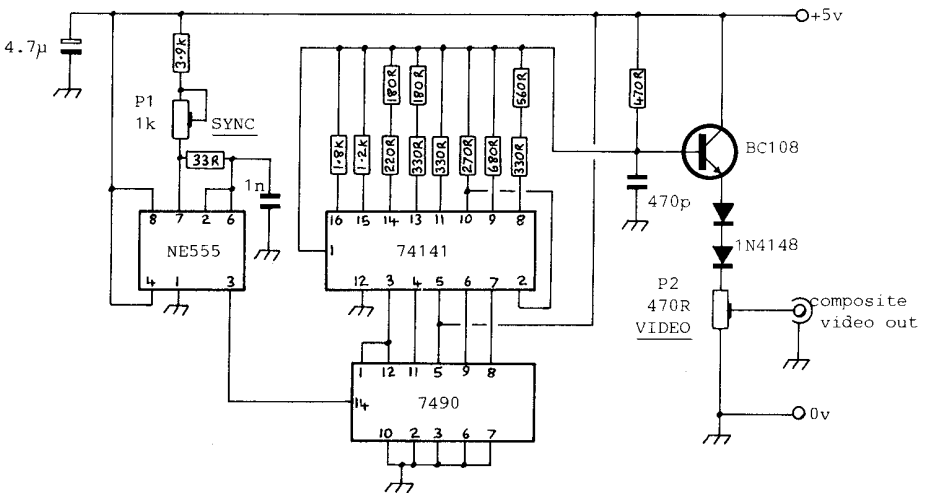 +5v
4.7µ
3.9k
P1
1k
SYNC
33R
1n
180R
180R
560R
470R
1.8k
1.2k
220R
330R
330R
270R
680R
330R
BC108
470p
1N4148
8 7 2 6
NE555
4 1 3
16 15 14 13 11 10 9 8
1
74141
12 3 4 5 6 7 2
P2
470R
VIDEO
composite
video out
1 12 11 5 9 8
14
7490
10 2 3 6 7
0v